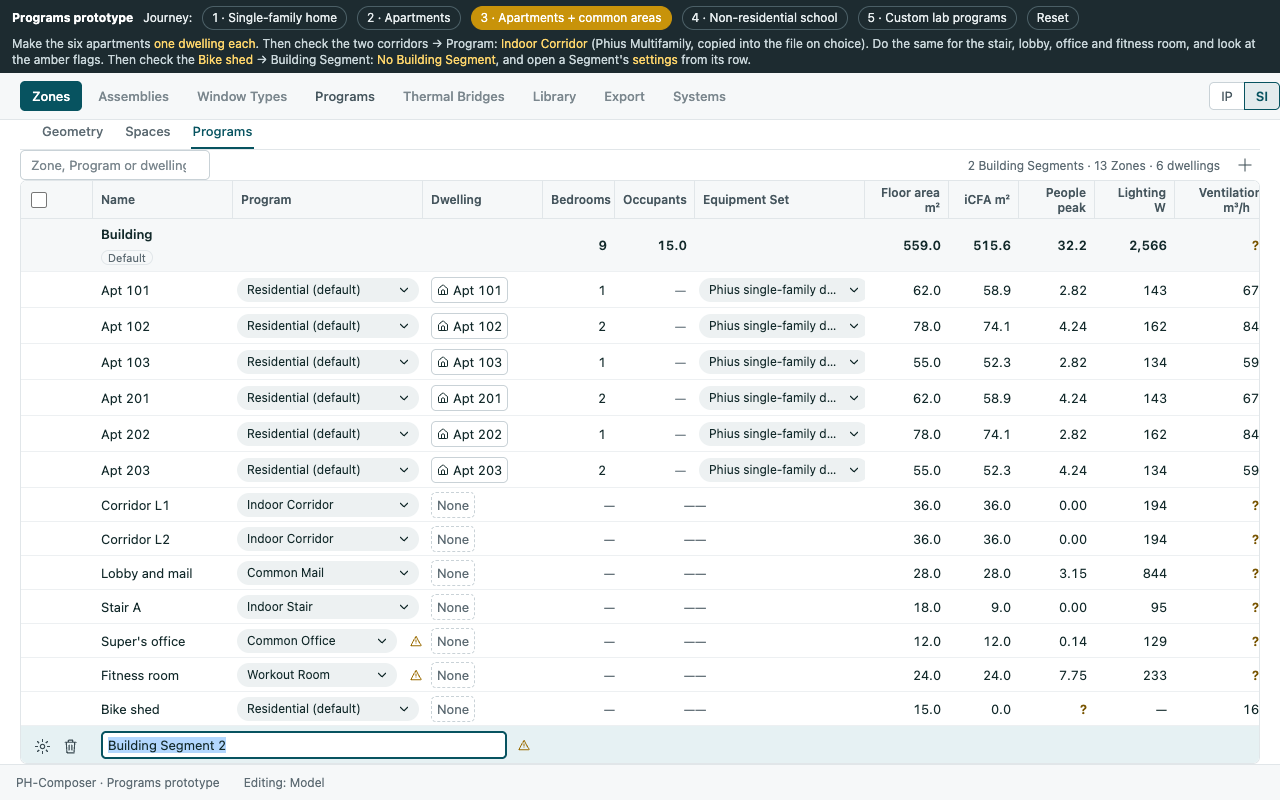 Programs prototype Journey: 1 · Single-family home 2 · Apartments 3 · Apartments + common areas 4 · Non-residential school 5 · Custom lab programs Reset
Make the six apartments one dwelling each. Then check the two corridors → Program: Indoor Corridor (Phius Multifamily, copied into the file on choice). Do the same for the stair, lobby, office and fitness room, and look at
the amber flags. Then check the Bike shed → Building Segment: No Building Segment, and open a Segment's settings from its row.
Zones Assemblies Window Types Programs Thermal Bridges Library Export Systems IP SI
Geometry Spaces Programs
Zone, Program or dwelling 2 Building Segments · 13 Zones · 6 dwellings
Name Program Dwelling Bedrooms Occupants Equipment Set Floor area m² iCFA m² People peak Lighting W Ventilation m³/h
Building 9 15.0 559.0 515.6 32.2 2,566 ?
Default
Apt 101 Residential (default) Apt 101 1 — Phius single-family d... 62.0 58.9 2.82 143 67
Apt 102 Residential (default) Apt 102 2 — Phius single-family d... 78.0 74.1 4.24 162 84
Apt 103 Residential (default) Apt 103 1 — Phius single-family d... 55.0 52.3 2.82 134 59
Apt 201 Residential (default) Apt 201 2 — Phius single-family d... 62.0 58.9 4.24 143 67
Apt 202 Residential (default) Apt 202 1 — Phius single-family d... 78.0 74.1 2.82 162 84
Apt 203 Residential (default) Apt 203 2 — Phius single-family d... 55.0 52.3 4.24 134 59
Corridor L1 Indoor Corridor None — —— 36.0 36.0 0.00 194 ?
Corridor L2 Indoor Corridor None — —— 36.0 36.0 0.00 194 ?
Lobby and mail Common Mail None — —— 28.0 28.0 3.15 844 ?
Stair A Indoor Stair None — —— 18.0 9.0 0.00 95 ?
Super's office Common Office None — —— 12.0 12.0 0.14 129 ?
Fitness room Workout Room None — —— 24.0 24.0 7.75 233 ?
Bike shed Residential (default) None — —— 15.0 0.0 ? — 16
Building Segment 2
PH-Composer · Programs prototype Editing: Model